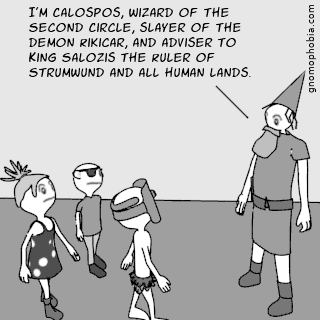 I'm Calospos, wizard of the
second circle, slayer of the
demon Rikicar, and adviser to
King Salozis the ruler of
Strumwund and all human lands.
gnomophobia.com